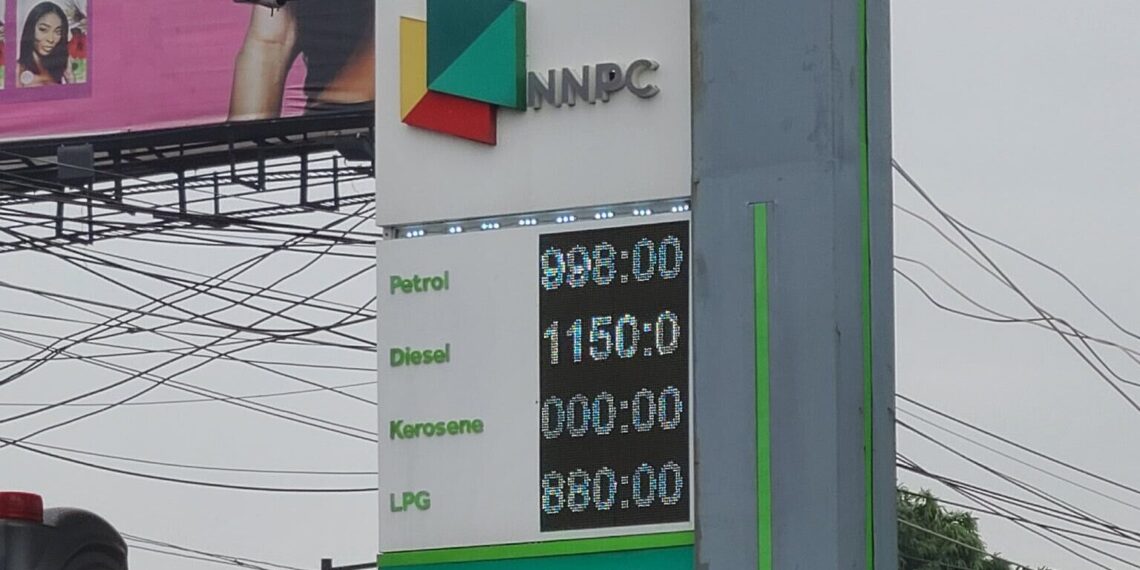 NNPC
Petrol 998:00
Diesel 1150:0
Kerosene 000:00
LPG 880:00